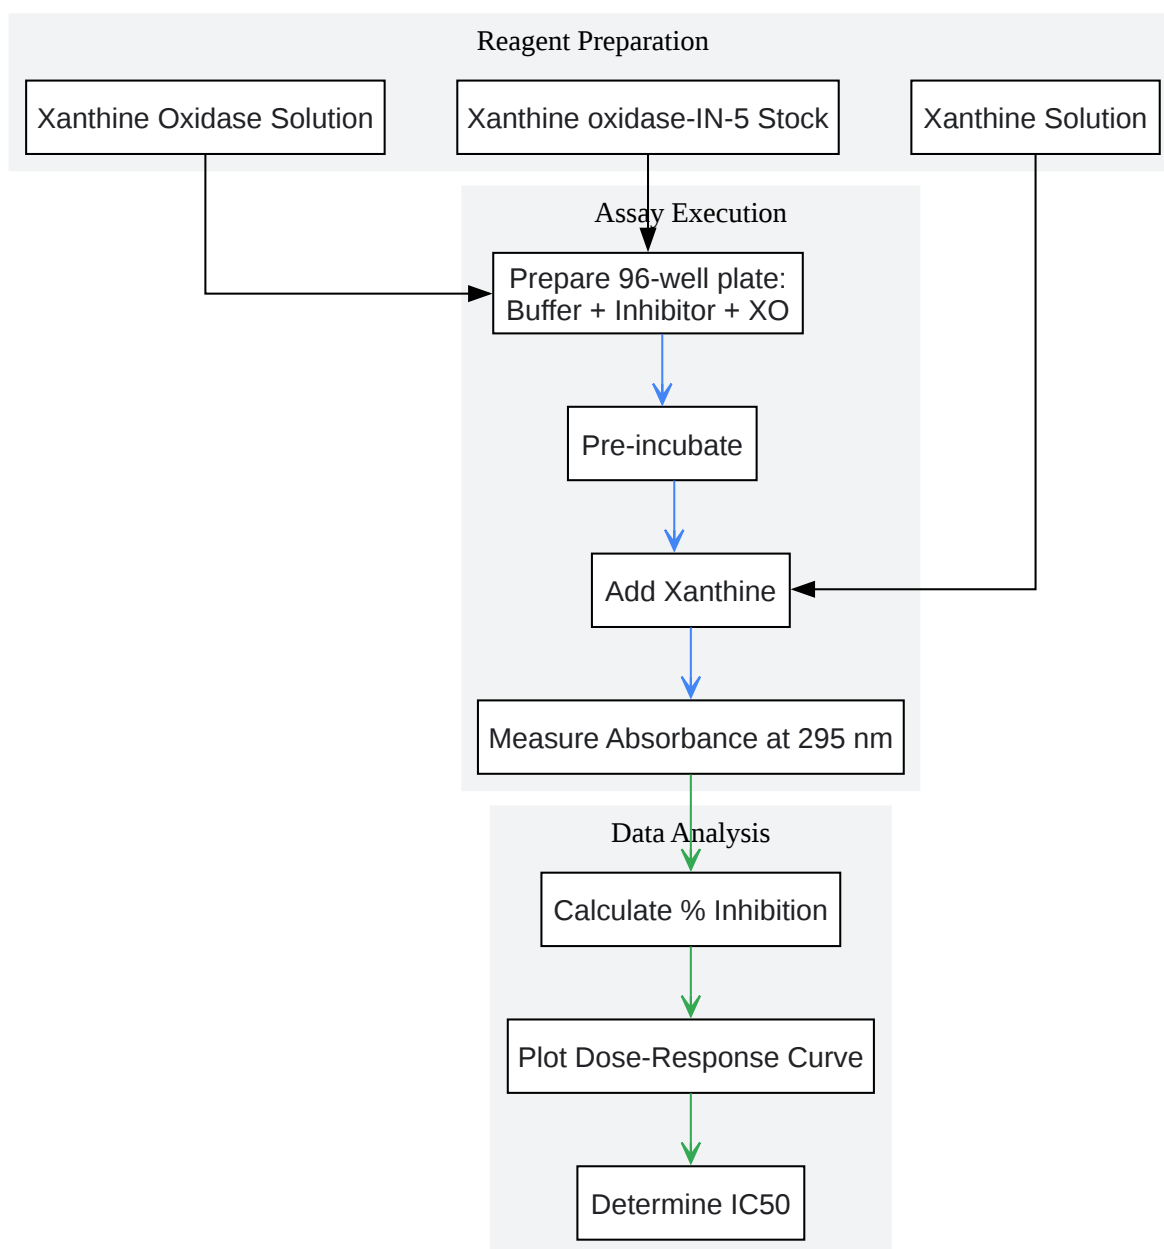 Reagent Preparation
Xanthine Oxidase Solution
Xanthine oxidase-IN-5 Stock
Xanthine Solution
Assay Execution
Prepare 96-well plate:
Buffer + Inhibitor + XO
Pre-incubate
Add Xanthine
Measure Absorbance at 295 nm
Data Analysis
Calculate % Inhibition
Plot Dose-Response Curve
Determine IC50